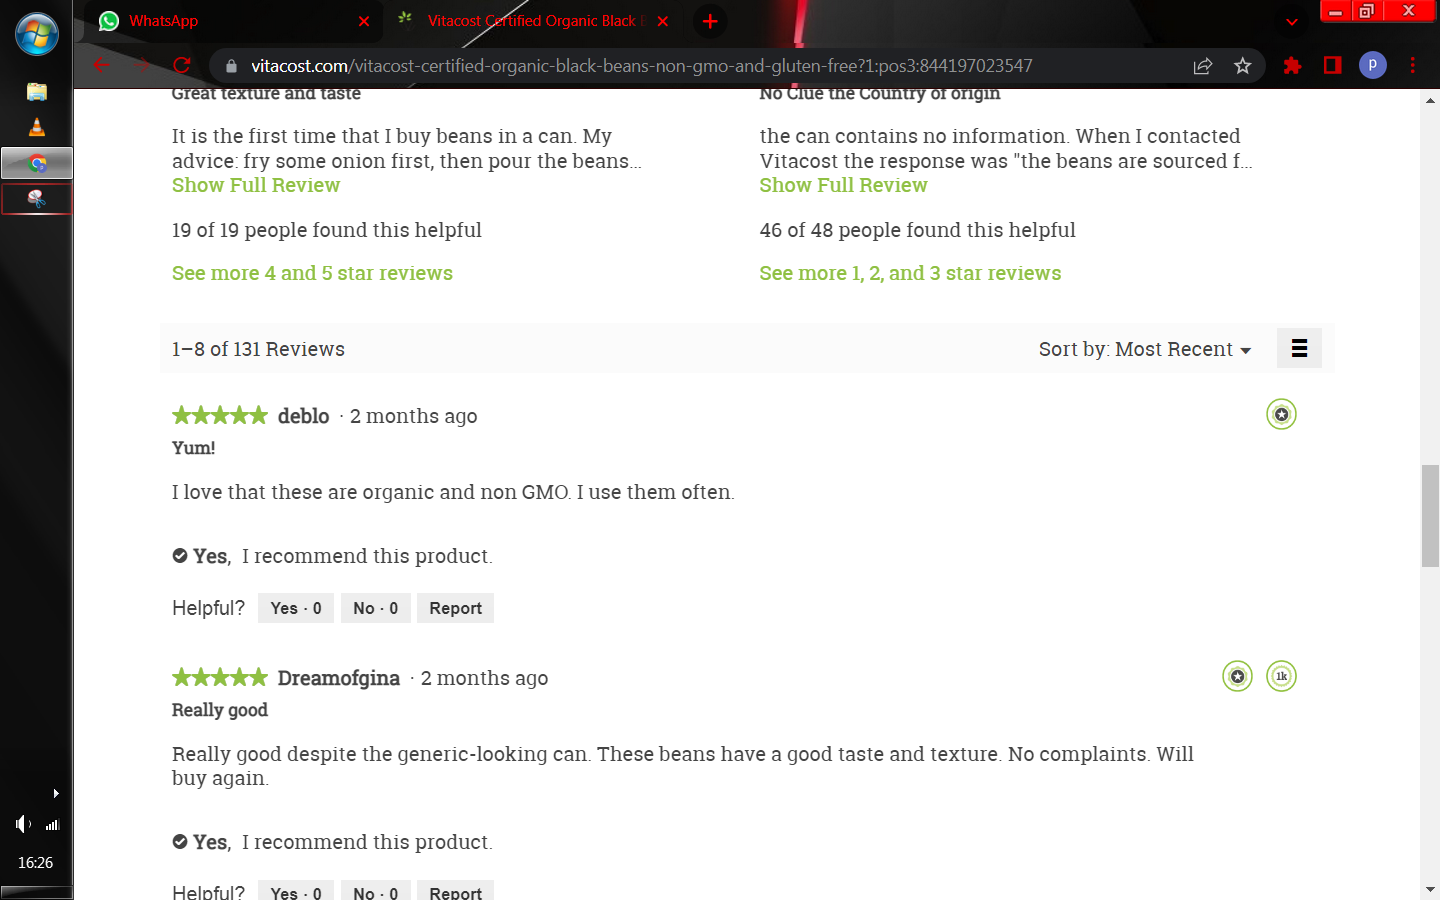 WhatsApp
Vitacost Certified Organic Black B
vitacost.com/vitacost-certified-organic-black-beans-non-gmo-and-gluten-free?1:pos3:844197023547
p
Great texture and taste
It is the first time that I buy beans in a can. My
advice: fry some onion first, then pour the beans...
Show Full Review
19 of 19 people found this helpful
See more 4 and 5 star reviews
No Clue the Country of origin
the can contains no information. When I contacted
Vitacost the response was "the beans are sourced f...
Show Full Review
46 of 48 people found this helpful
See more 1, 2, and 3 star reviews
1–8 of 131 Reviews
Sort by: Most Recent
deblo · 2 months ago
Yum!
I love that these are organic and non GMO. I use them often.
Yes, I recommend this product.
Helpful? Yes · 0 No · 0 Report
Dreamofgina · 2 months ago
1k
Really good
Really good despite the generic-looking can. These beans have a good taste and texture. No complaints. Will
buy again.
Yes, I recommend this product.
Helpful? Yes · 0 No · 0 Report
16:26